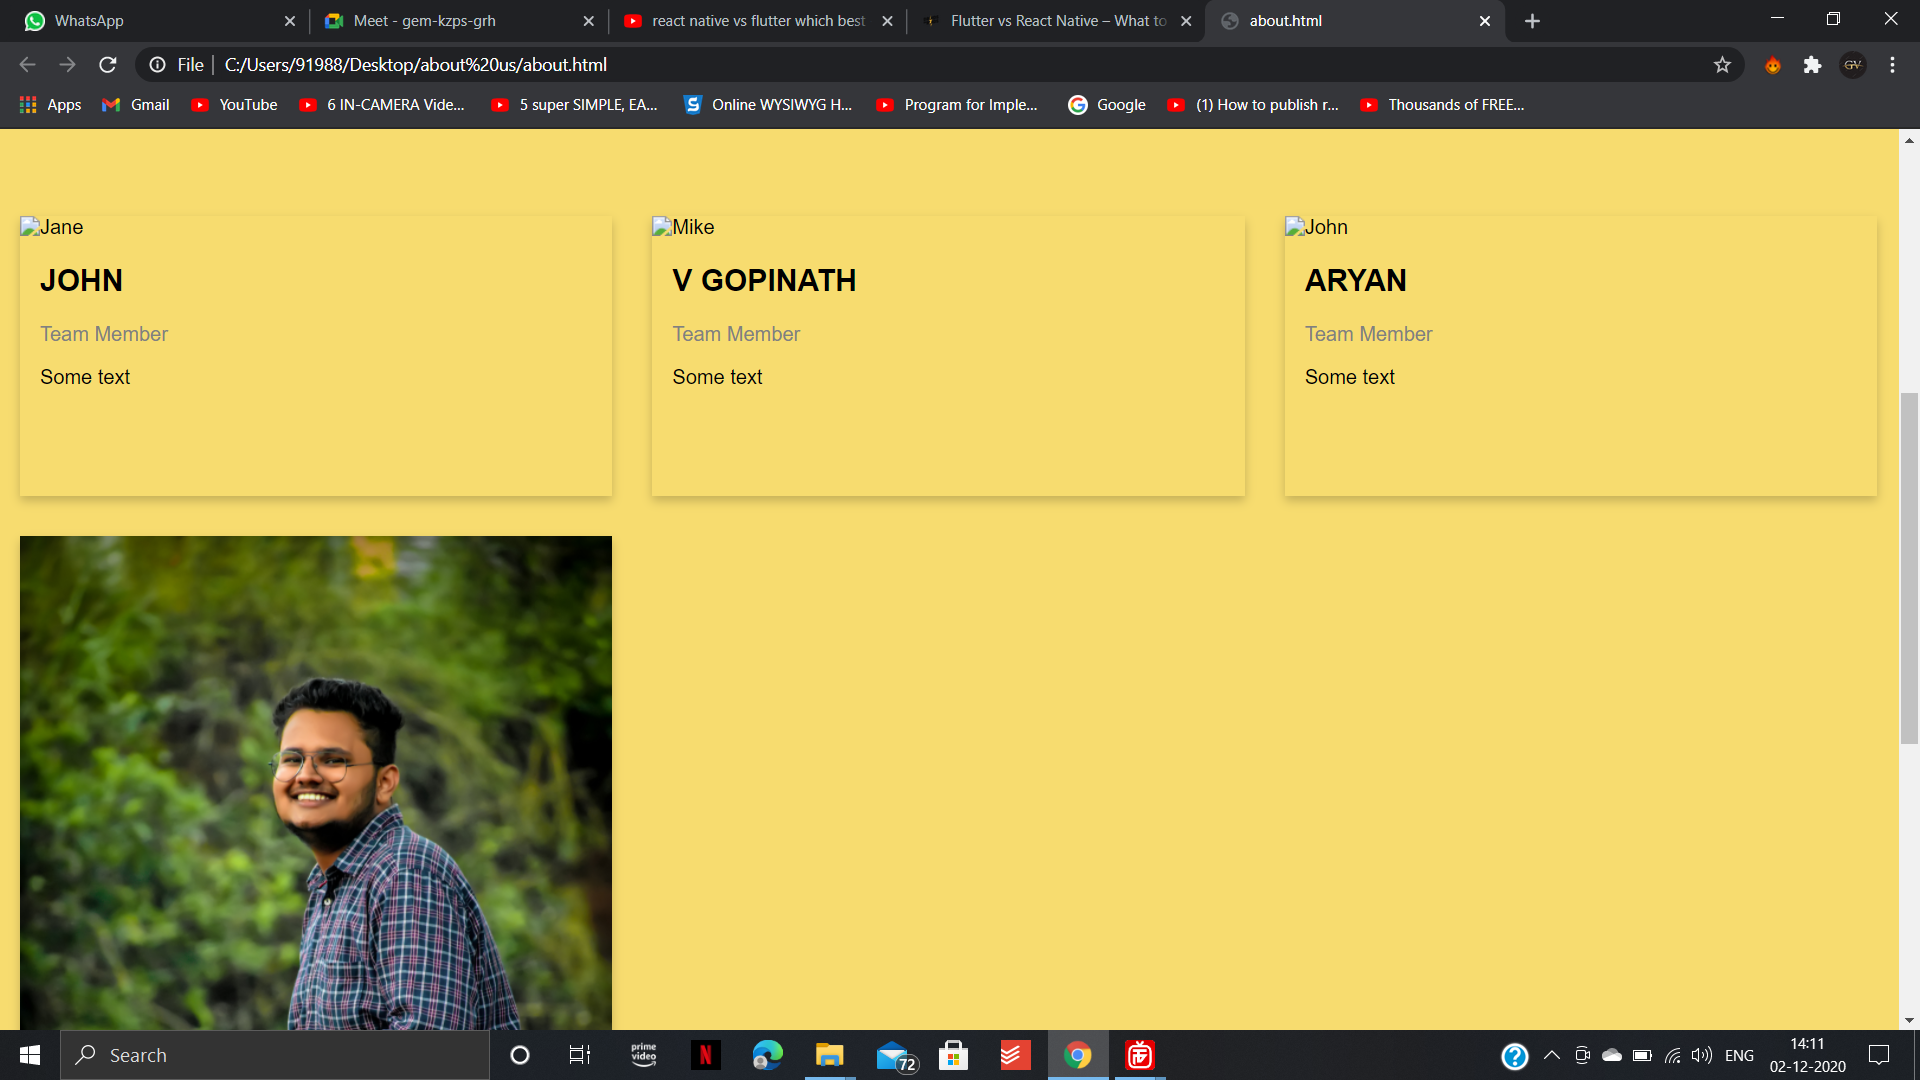 WhatsApp
Meet - gem-kzps-grh
react native vs flutter which best
Flutter vs React Native – What to
about.html
File
C:/Users/91988/Desktop/about%20us/about.html
GV
Apps
Gmail
YouTube
6 IN-CAMERA Vide...
5 super SIMPLE, EA...
Online WYSIWYG H...
Program for Imple...
Google
(1) How to publish r...
Thousands of FREE...
Jane
JOHN
Team Member
Some text
Mike
V GOPINATH
Team Member
Some text
John
ARYAN
Team Member
Some text
Search
prime
video
N
72
ENG
14:11
02-12-2020